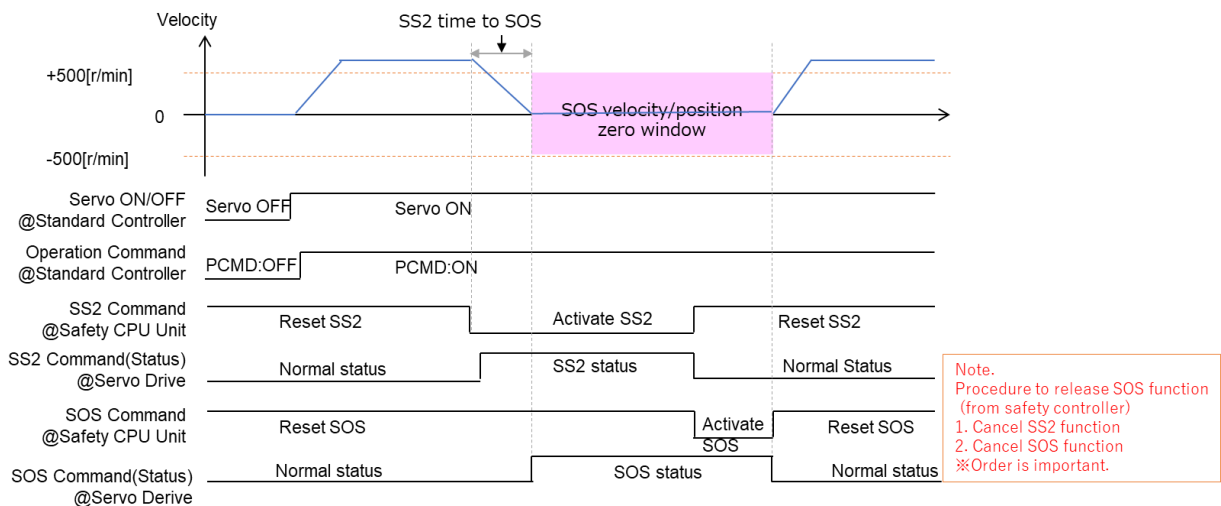 Velocity
SS2 time to SOS
+500[r/min]
0
SOS velocity/position
zero window
-500[r/min]
Servo ON/OFF
@Standard Controller
Servo OFF
Servo ON
Operation Command
@Standard Controller
PCMD:OFF
PCMD:ON
SS2 Command
@Safety CPU Unit
Reset SS2
Activate SS2
Reset SS2
SS2 Command(Status)
@Servo Drive
Normal status
SS2 status
Normal Status
SOS Command
@Safety CPU Unit
Reset SOS
Activate
SOS
Reset SOS
SOS Command(Status)
@Servo Derive
Normal status
SOS status
Normal status
Note.
Procedure to release SOS function
(from safety controller)
1. Cancel SS2 function
2. Cancel SOS function
※Order is important.